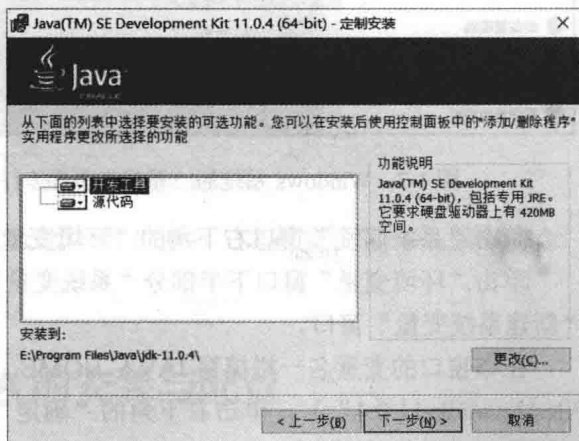 Java(TM) SE Development Kit 11.0.4 (64-bit) - 定制安装
Java
ORACLE
从下面的列表中选择要安装的可选功能。您可以在安装后使用控制面板中的“添加/删除程序”
实用程序更改所选择的功能
开发工具
源代码
功能说明
Java(TM) SE Development Kit
11.0.4 (64-bit)，包括专用 JRE。
它要求硬盘驱动器上有 420MB
空间。
安装到:
E:\Program Files\Java\jdk-11.0.4\
更改(C)...
< 上一步(B)
下一步(N) >
取消